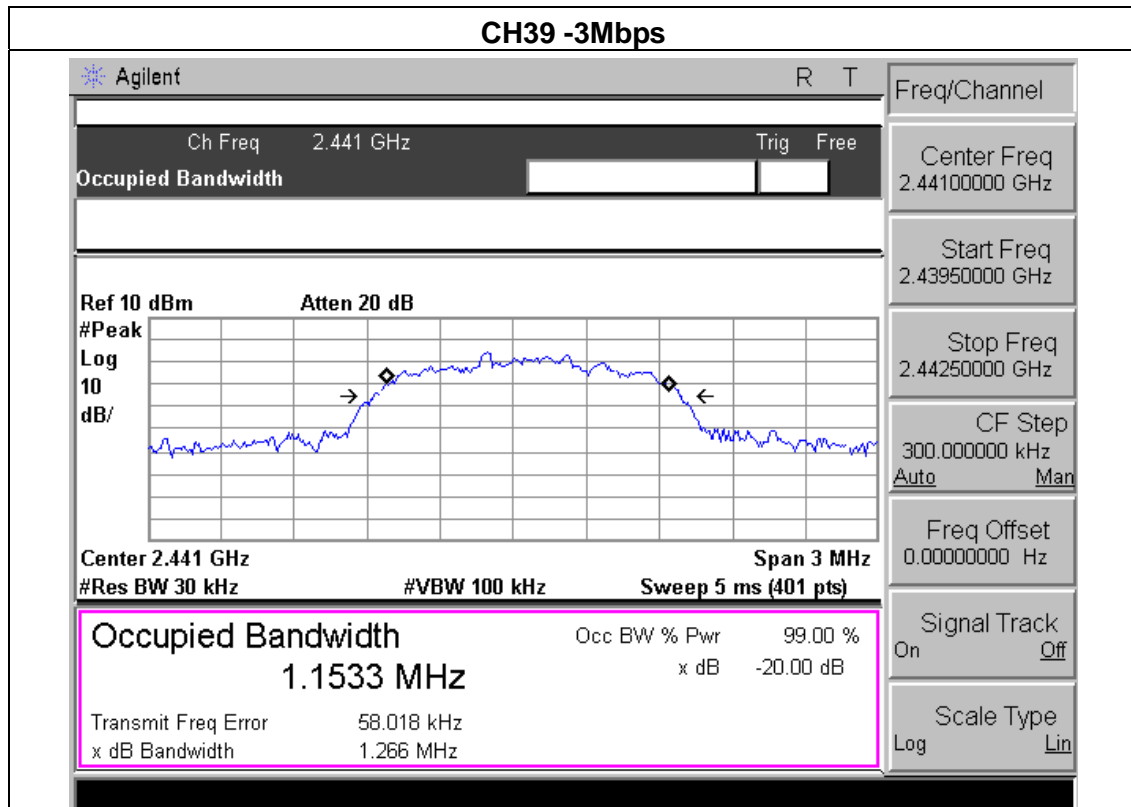 CH39 -3Mbps
Agilent R T
Ch Freq 2.441 GHz Trig Free
Occupied Bandwidth
Ref 10 dBm Atten 20 dB
#Peak
Log
10
dB/
Center 2.441 GHz Span 3 MHz
#Res BW 30 kHz #VBW 100 kHz Sweep 5 ms (401 pts)
Occupied Bandwidth
1.1533 MHz
Occ BW % Pwr 99.00 %
x dB -20.00 dB
Transmit Freq Error 58.018 kHz
x dB Bandwidth 1.266 MHz
Freq/Channel
Center Freq
2.44100000 GHz
Start Freq
2.43950000 GHz
Stop Freq
2.44250000 GHz
CF Step
300.000000 kHz
Auto Man
Freq Offset
0.00000000 Hz
Signal Track
On Off
Scale Type
Log Lin